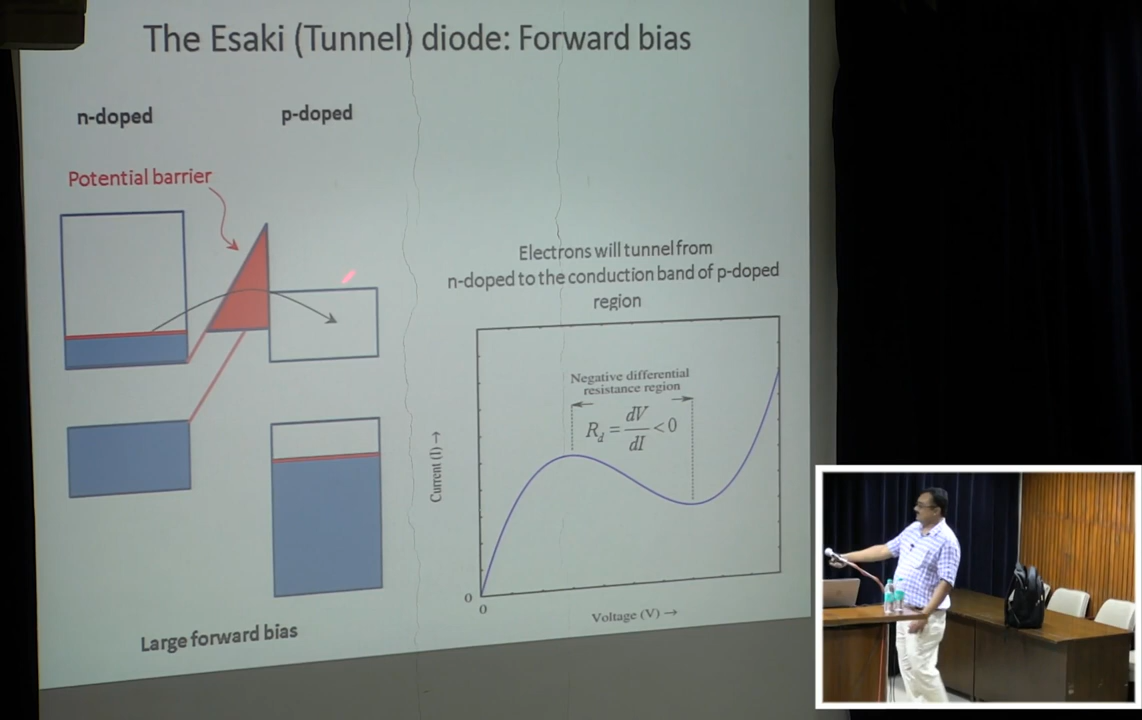 The Esaki (Tunnel) diode: Forward bias
n-doped
p-doped
Potential barrier
Electrons will tunnel from
n-doped to the conduction band of p-doped
region
Negative differential
resistance region
R_d = dV/dI < 0
Current (I) →
0
0
Voltage (V) →
Large forward bias